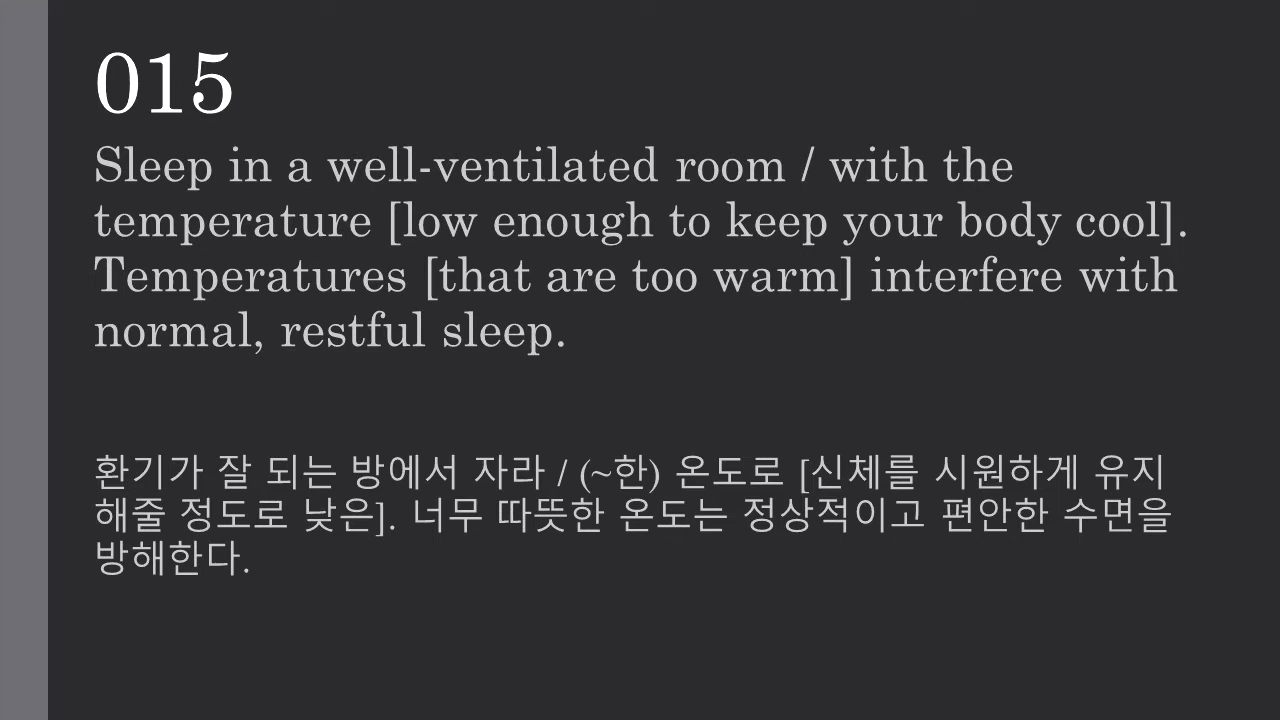 015
Sleep in a well-ventilated room / with the
temperature [low enough to keep your body cool].
Temperatures [that are too warm] interfere with
normal, restful sleep.
환기가 잘 되는 방에서 자라 / (~한) 온도로 [신체를 시원하게 유지
해줄 정도로 낮은]. 너무 따뜻한 온도는 정상적이고 편안한 수면을
방해한다.